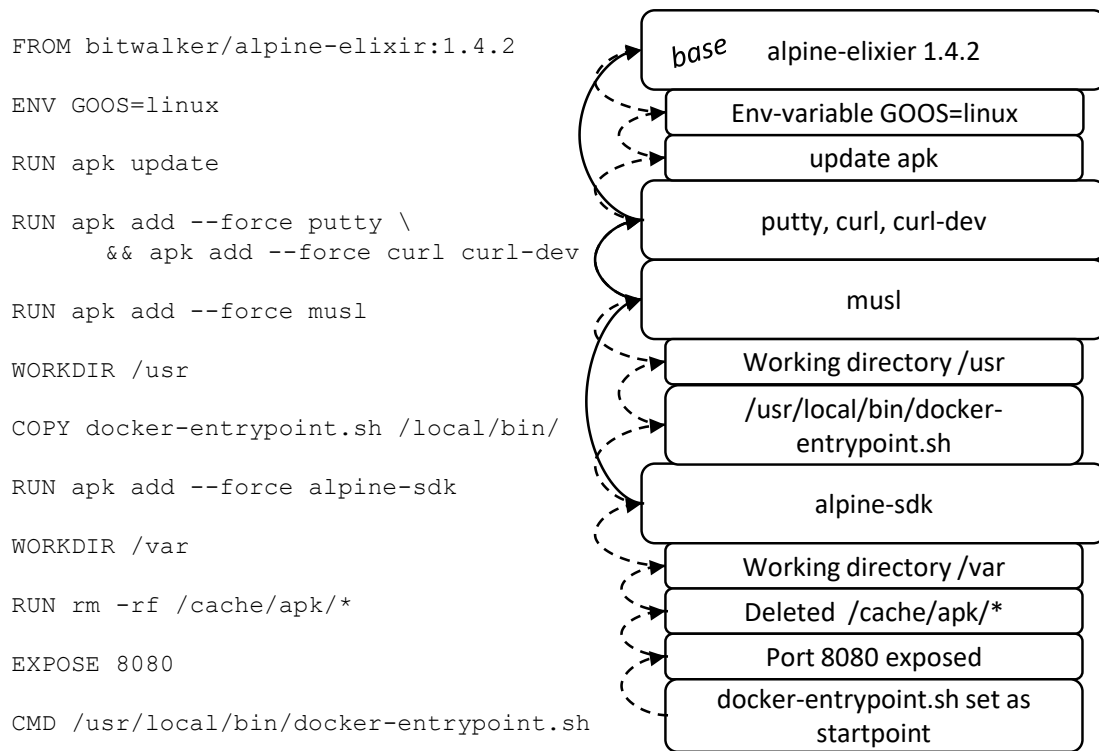 FROM bitwalker/alpine-elixir:1.4.2
ENV GOOS=linux
RUN apk update
RUN apk add --force putty \
&& apk add --force curl curl-dev
RUN apk add --force musl
WORKDIR /usr
COPY docker-entrypoint.sh /local/bin/
RUN apk add --force alpine-sdk
WORKDIR /var
RUN rm -rf /cache/apk/*
EXPOSE 8080
CMD /usr/local/bin/docker-entrypoint.sh
base alpine-elixier 1.4.2
Env-variable GOOS=linux
update apk
putty, curl, curl-dev
musl
Working directory /usr
/usr/local/bin/docker-
entrypoint.sh
alpine-sdk
Working directory /var
Deleted /cache/apk/*
Port 8080 exposed
docker-entrypoint.sh set as
startpoint